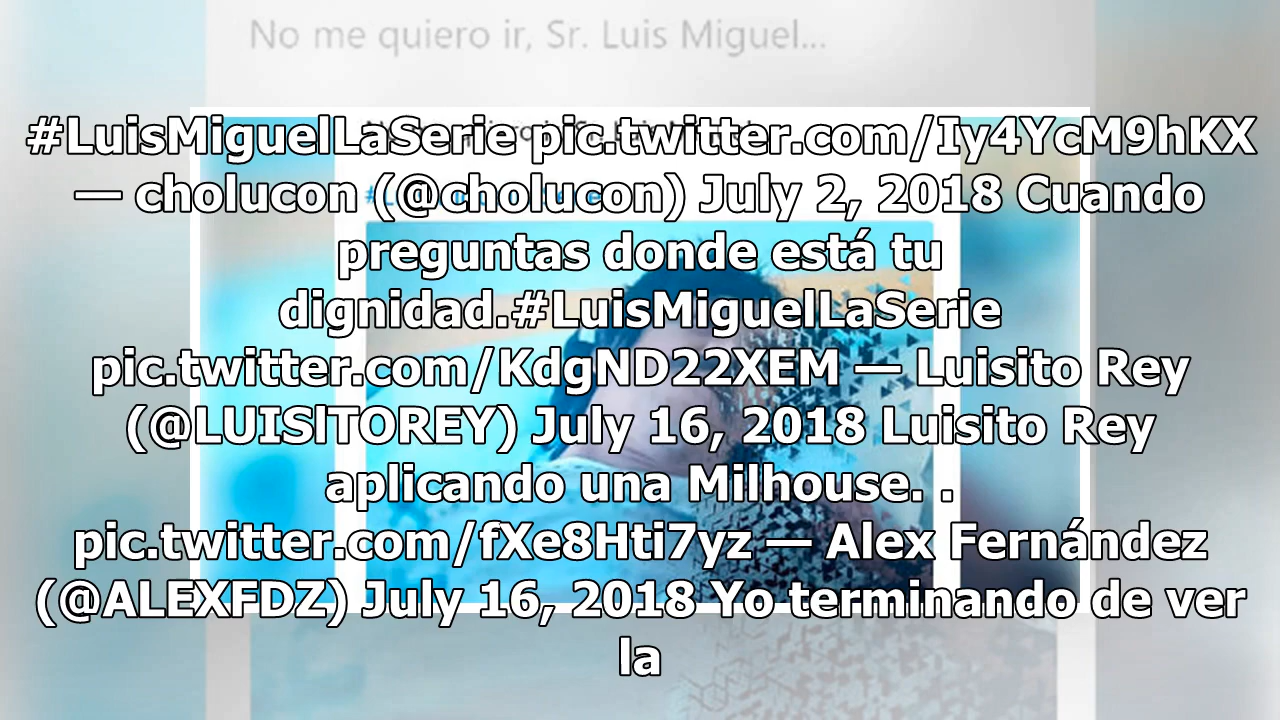 No me quiero ir, Sr. Luis Miguel...
#LuisMiguelLaSerie pic.twitter.com/Iy4YcM9hKX
— cholucon (@cholucon) July 2, 2018 Cuando
preguntas donde está tu
dignidad.#LuisMiguelLaSerie
pic.twitter.com/KdgND22XEM — Luisito Rey
(@LUISlTOREY) July 16, 2018 Luisito Rey
aplicando una Milhouse. .
pic.twitter.com/fXe8Hti7yz — Alex Fernández
(@ALEXFDZ) July 16, 2018 Yo terminando de ver
la